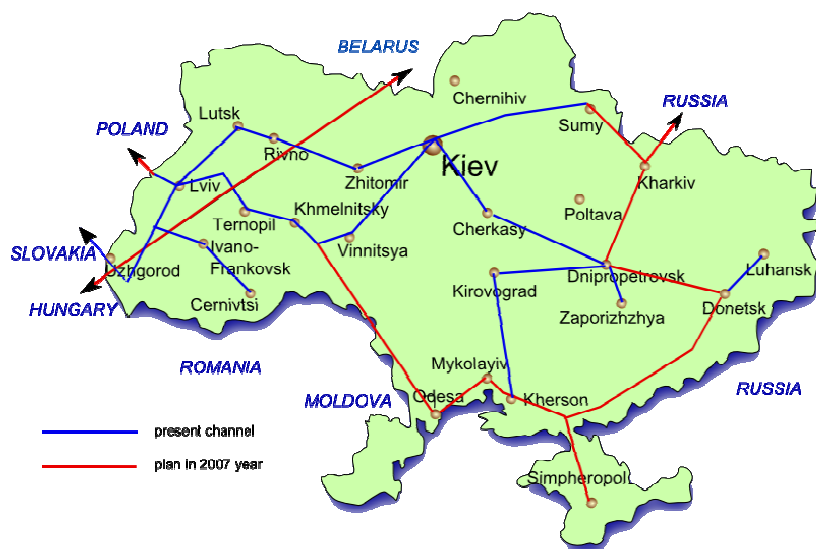 BELARUS
Chernihiv
RUSSIA
Lutsk
POLAND
Sumy
Rivno
Kiev
Zhitomir
Kharkiv
Lviv
Khmelnitsky
Poltava
Ternopil
Cherkasy
Vinnitsya
SLOVAKIA
Ivano-
Frankovsk
Uzhgorod
Luhansk
Dnipropetrovsk
Kirovograd
HUNGARY
Cernivtsi
Donetsk
Zaporizhzhya
ROMANIA
Mykolayiv
MOLDOVA
Odesa
Kherson
RUSSIA
present channel
plan in 2007 year
Simpheropol